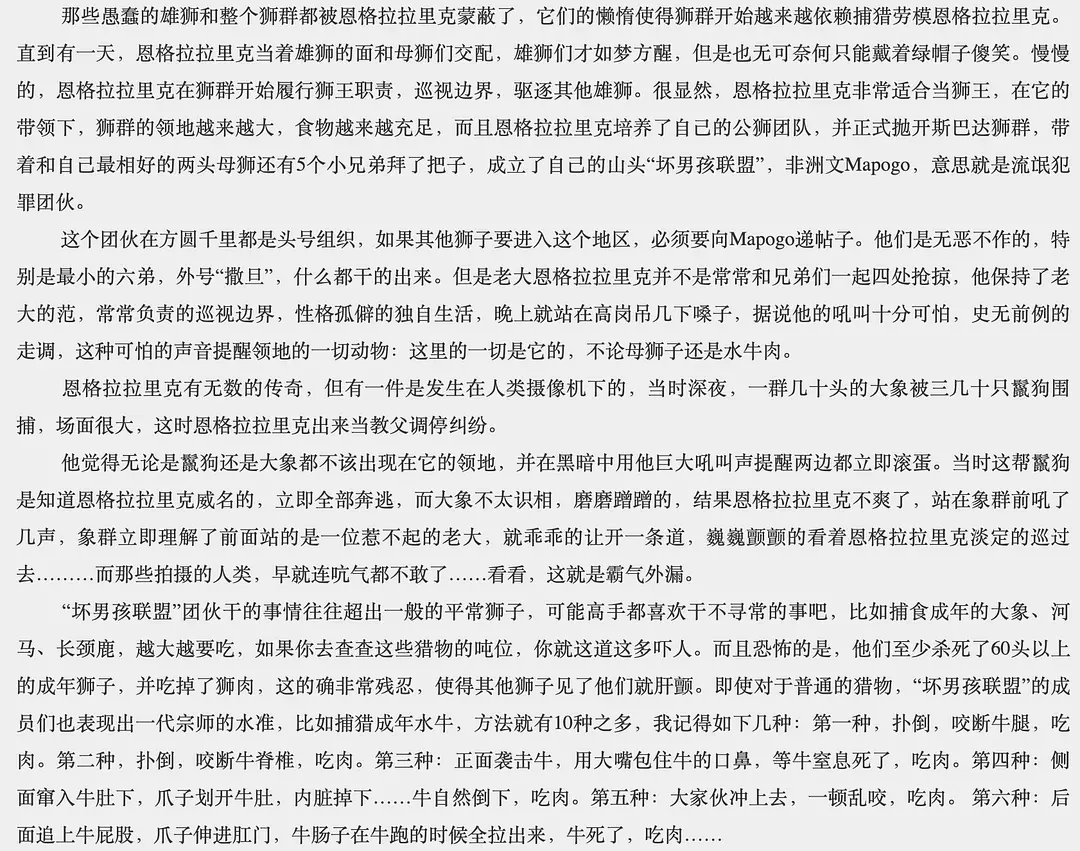 那些愚蠢的雄狮和整个狮群都被恩格拉拉里克蒙蔽了，它们的懒惰使得狮群开始越来越依赖捕猎劳模恩格拉拉里克。
直到有一天，恩格拉拉里克当着雄狮的面和母狮们交配，雄狮们才如梦方醒，但是也无可奈何只能戴着绿帽子傻笑。慢慢
的，恩格拉拉里克在狮群开始履行狮王职责，巡视边界，驱逐其他雄狮。很显然，恩格拉拉里克非常适合当狮王，在它的
带领下，狮群的领地越来越大，食物越来越充足，而且恩格拉拉里克培养了自己的公狮团队，并正式抛开斯巴达狮群，带
着和自己最相好的两头母狮还有5个小兄弟拜了把子，成立了自己的山头“坏男孩联盟”，非洲文Mapogo，意思就是流氓犯
罪团伙。
这个团伙在方圆千里都是头号组织，如果其他狮子要进入这个地区，必须要向Mapogo递帖子。他们是无恶不作的，特
别是最小的六弟，外号“撒旦”，什么都干的出来。但是老大恩格拉拉里克并不是常常和兄弟们一起四处抢掠，他保持了老
大的范，常常负责的巡视边界，性格孤僻的独自生活，晚上就站在高岗吊几下嗓子，据说他的吼叫十分可怕，史无前例的
走调，这种可怕的声音提醒领地的一切动物：这里的一切是它的，不论母狮子还是水牛肉。
恩格拉拉里克有无数的传奇，但有一件是发生在人类摄像机下的，当时深夜，一群几十头的大象被三几十只鬣狗围
捕，场面很大，这时恩格拉拉里克出来当教父调停纠纷。
他觉得无论是鬣狗还是大象都不该出现在它的领地，并在黑暗中用他巨大吼叫声提醒两边都立即滚蛋。当时这帮鬣狗
是知道恩格拉拉里克威名的，立即全部奔逃，而大象不太识相，磨磨蹭蹭的，结果恩格拉拉里克不爽了，站在象群前吼了
几声，象群立即理解了前面站的是一位惹不起的老大，就乖乖的让开一条道，巍巍颤颤的看着恩格拉拉里克淡定的巡过
去………而那些拍摄的人类，早就连吭气都不敢了……看看，这就是霸气外漏。
“坏男孩联盟”团伙干的事情往往超出一般的平常狮子，可能高手都喜欢干不寻常的事吧，比如捕食成年的大象、河
马、长颈鹿，越大越要吃，如果你去查查这些猎物的吨位，你就这道这多吓人。而且恐怖的是，他们至少杀死了60头以上
的成年狮子，并吃掉了狮肉，这的确非常残忍，使得其他狮子见了他们就肝颤。即使对于普通的猎物，“坏男孩联盟”的成
员们也表现出一代宗师的水准，比如捕猎成年水牛，方法就有10种之多，我记得如下几种：第一种，扑倒，咬断牛腿，吃
肉。第二种，扑倒，咬断牛脊椎，吃肉。第三种：正面袭击牛，用大嘴包住牛的口鼻，等牛窒息死了，吃肉。第四种：侧
面窜入牛肚下，爪子划开牛肚，内脏掉下……牛自然倒下，吃肉。第五种：大家伙冲上去，一顿乱咬，吃肉。 第六种：后
面追上牛屁股，爪子伸进肛门，牛肠子在牛跑的时候全拉出来，牛死了，吃肉……